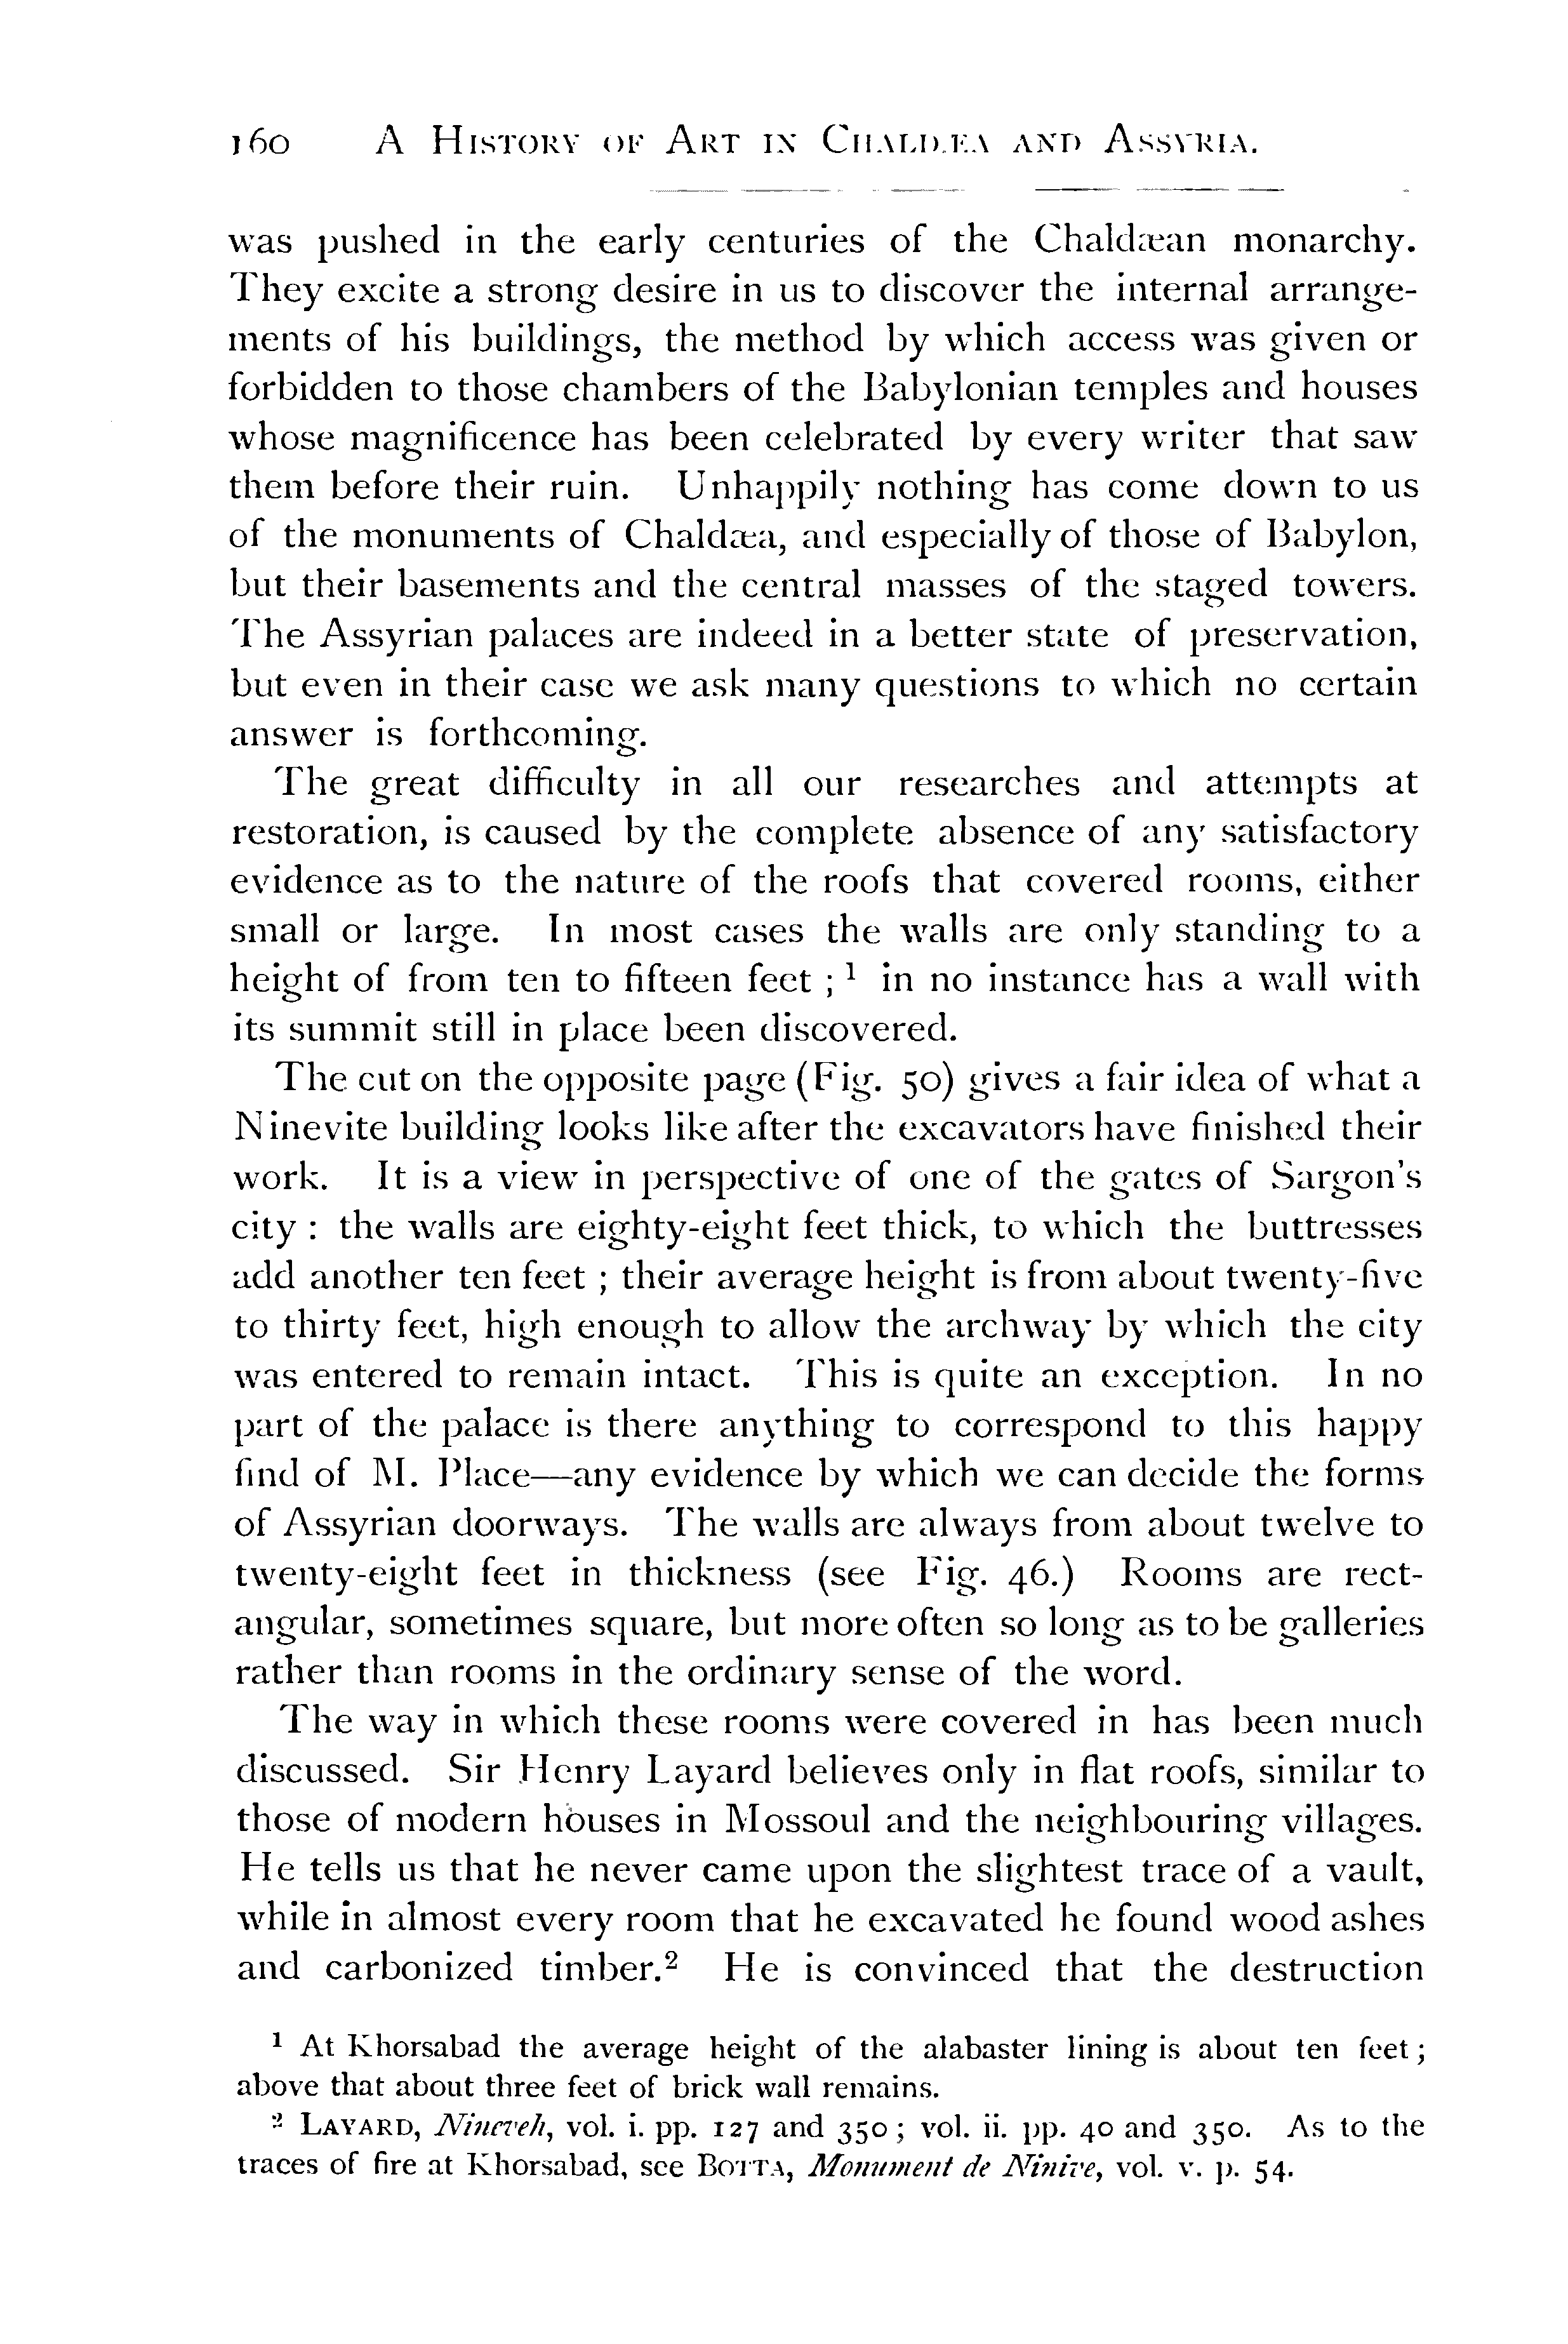 160 A History of Art in Chaldæa and Assyria.
was pushed in the early centuries of the Chaldæan monarchy.
They excite a strong desire in us to discover the internal arrange-
ments of his buildings, the method by which access was given or
forbidden to those chambers of the Babylonian temples and houses
whose magnificence has been celebrated by every writer that saw
them before their ruin. Unhappily nothing has come down to us
of the monuments of Chaldæa, and especially of those of Babylon,
but their basements and the central masses of the staged towers.
The Assyrian palaces are indeed in a better state of preservation,
but even in their case we ask many questions to which no certain
answer is forthcoming.
The great difficulty in all our researches and attempts at
restoration, is caused by the complete absence of any satisfactory
evidence as to the nature of the roofs that covered rooms, either
small or large. In most cases the walls are only standing to a
height of from ten to fifteen feet ; ¹ in no instance has a wall with
its summit still in place been discovered.
The cut on the opposite page (Fig. 50) gives a fair idea of what a
Ninevite building looks like after the excavators have finished their
work. It is a view in perspective of one of the gates of Sargon's
city : the walls are eighty-eight feet thick, to which the buttresses
add another ten feet ; their average height is from about twenty-five
to thirty feet, high enough to allow the archway by which the city
was entered to remain intact. This is quite an exception. In no
part of the palace is there anything to correspond to this happy
find of M. Place—any evidence by which we can decide the forms
of Assyrian doorways. The walls are always from about twelve to
twenty-eight feet in thickness (see Fig. 46.) Rooms are rect-
angular, sometimes square, but more often so long as to be galleries
rather than rooms in the ordinary sense of the word.
The way in which these rooms were covered in has been much
discussed. Sir Henry Layard believes only in flat roofs, similar to
those of modern houses in Mossoul and the neighbouring villages.
He tells us that he never came upon the slightest trace of a vault,
while in almost every room that he excavated he found wood ashes
and carbonized timber.² He is convinced that the destruction
¹ At Khorsabad the average height of the alabaster lining is about ten feet ;
above that about three feet of brick wall remains.
² Layard, Nineveh, vol. i. pp. 127 and 350 ; vol. ii. pp. 40 and 350. As to the
traces of fire at Khorsabad, see Botta, Monument de Ninive, vol. v. p. 54.